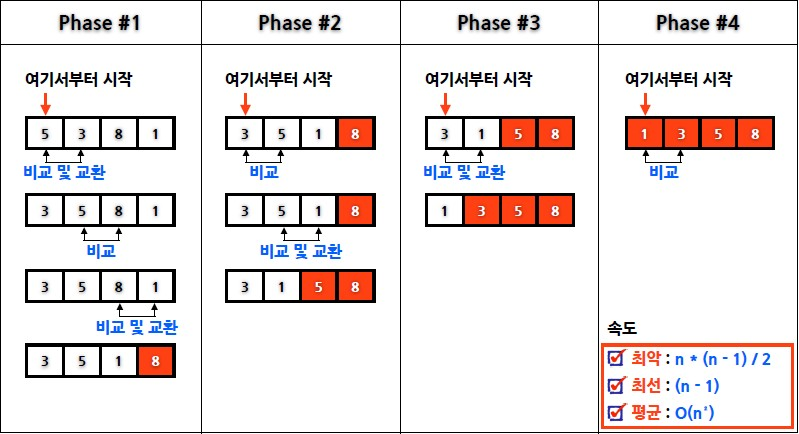 Phase #1
여기서부터 시작
5 3 8 1
비교 및 교환
3 5 8 1
비교
3 5 8 1
비교 및 교환
3 5 1 8
Phase #2
여기서부터 시작
3 5 1 8
비교
3 5 1 8
비교 및 교환
3 1 5 8
Phase #3
여기서부터 시작
3 1 5 8
비교 및 교환
1 3 5 8
Phase #4
여기서부터 시작
1 3 5 8
비교
속도
최악 : n * (n - 1) / 2
최선 : (n - 1)
평균 : O(n²)